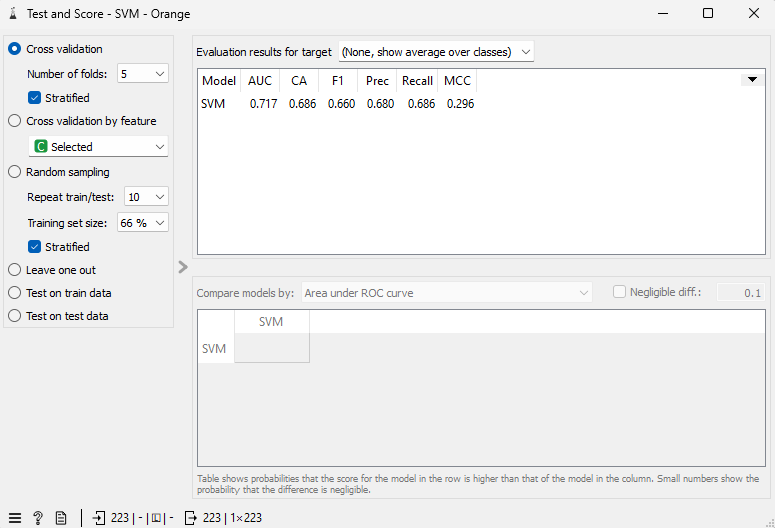 Test and Score - SVM - Orange
Cross validation
Number of folds: 5
Stratified
Cross validation by feature
C Selected
Random sampling
Repeat train/test: 10
Training set size: 66 %
Stratified
Leave one out
Test on train data
Test on test data
Evaluation results for target (None, show average over classes)
Model AUC CA F1 Prec Recall MCC
SVM 0.717 0.686 0.660 0.680 0.686 0.296
Compare models by: Area under ROC curve Negligible diff.: 0.1
SVM
SVM
Table shows probabilities that the score for the model in the row is higher than that of the model in the column. Small numbers show the
probability that the difference is negligible.
? 223 | - | | - 223 | 1×223